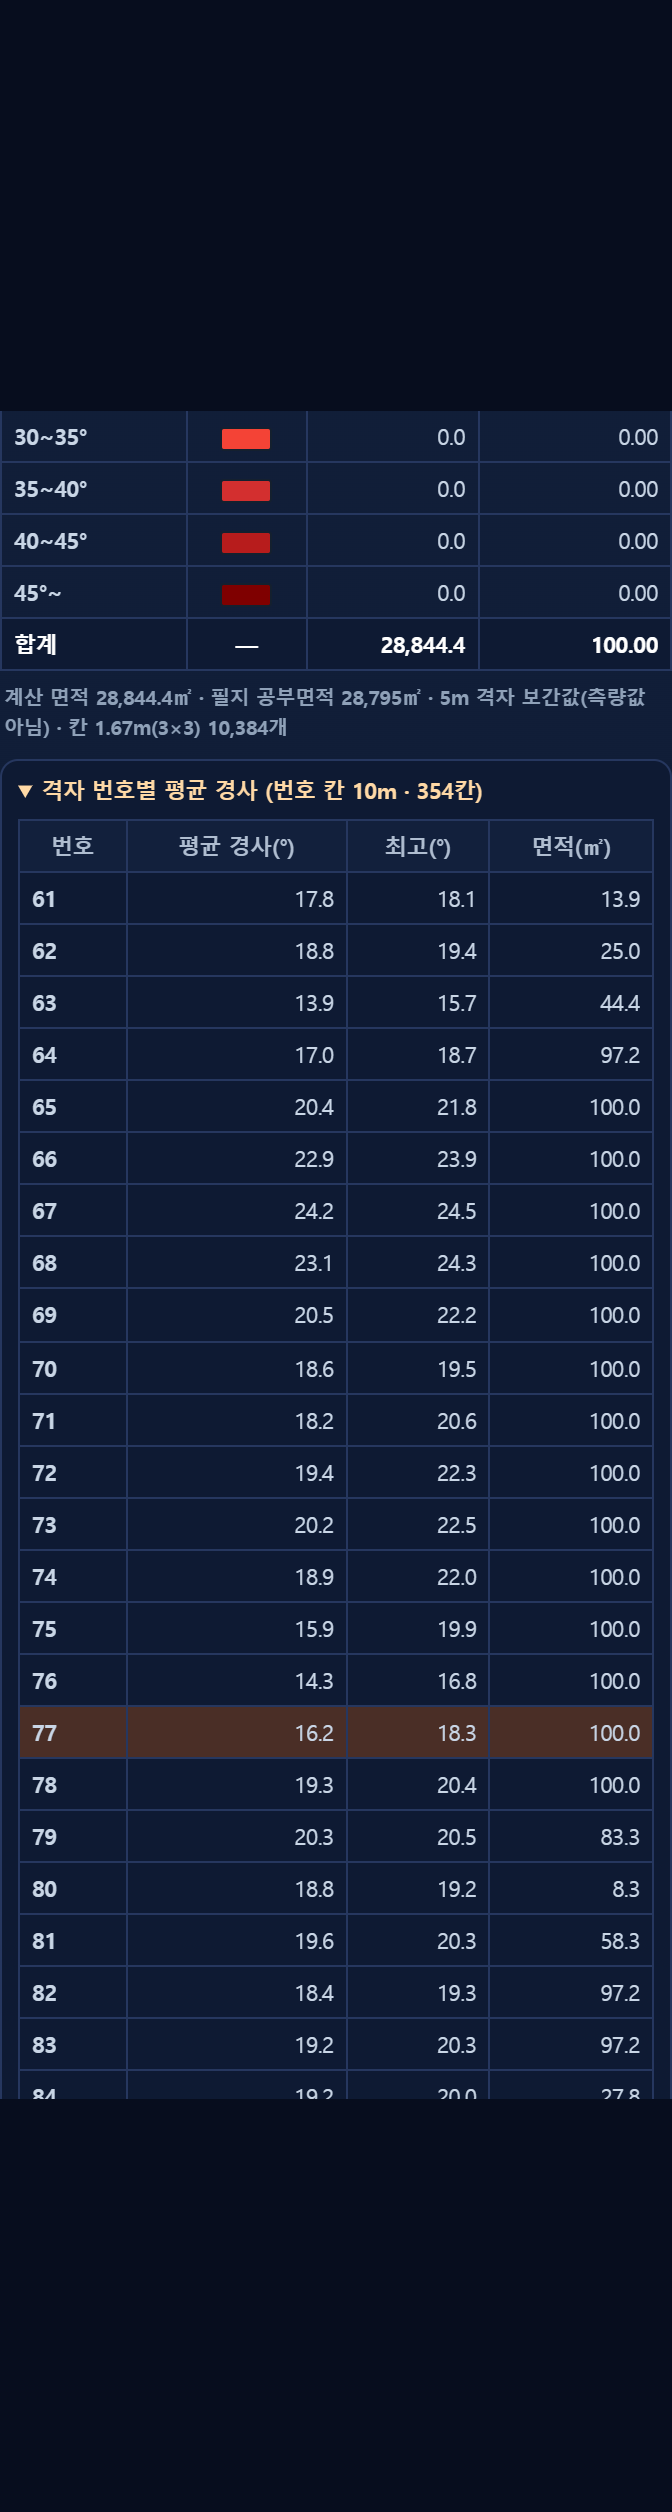 30~35° 0.0 0.00
35~40° 0.0 0.00
40~45° 0.0 0.00
45°~ 0.0 0.00
합계 — 28,844.4 100.00
계산 면적 28,844.4㎡ · 필지 공부면적 28,795㎡ · 5m 격자 보간값(측량값
아님) · 칸 1.67m(3×3) 10,384개
▼ 격자 번호별 평균 경사 (번호 칸 10m · 354칸)
번호 평균 경사(°) 최고(°) 면적(㎡)
61 17.8 18.1 13.9
62 18.8 19.4 25.0
63 13.9 15.7 44.4
64 17.0 18.7 97.2
65 20.4 21.8 100.0
66 22.9 23.9 100.0
67 24.2 24.5 100.0
68 23.1 24.3 100.0
69 20.5 22.2 100.0
70 18.6 19.5 100.0
71 18.2 20.6 100.0
72 19.4 22.3 100.0
73 20.2 22.5 100.0
74 18.9 22.0 100.0
75 15.9 19.9 100.0
76 14.3 16.8 100.0
77 16.2 18.3 100.0
78 19.3 20.4 100.0
79 20.3 20.5 83.3
80 18.8 19.2 8.3
81 19.6 20.3 58.3
82 18.4 19.3 97.2
83 19.2 20.3 97.2
84 19.2 20.0 27.8